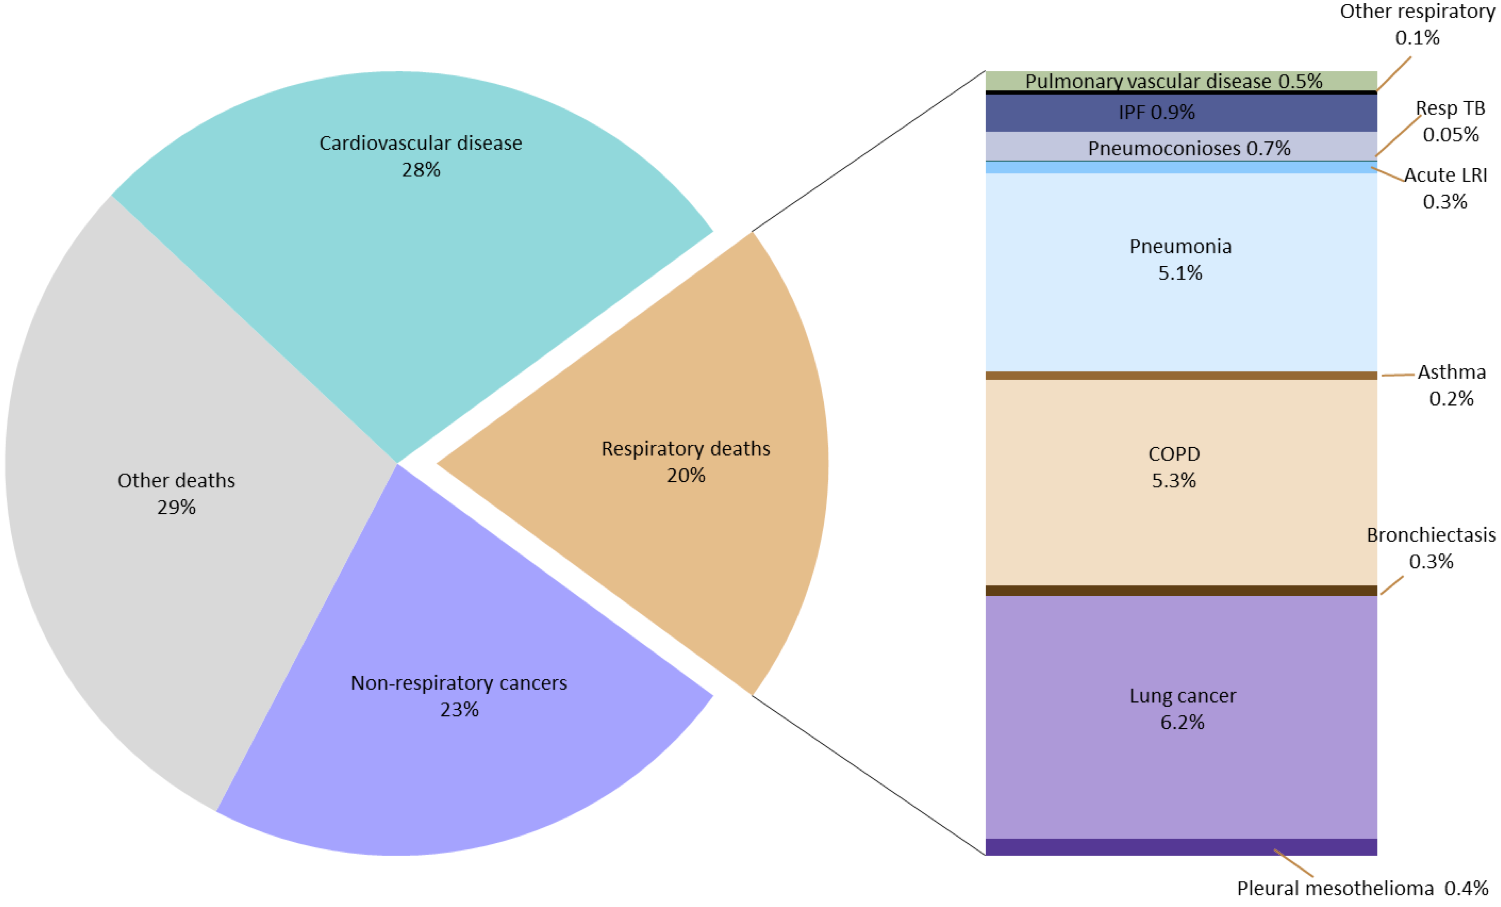 Cardiovascular disease
28%
Other deaths
29%
Respiratory deaths
20%
Non-respiratory cancers
23%
Other respiratory
0.1%
Pulmonary vascular disease 0.5%
IPF 0.9%
Resp TB
0.05%
Pneumoconioses 0.7%
Acute LRI
0.3%
Pneumonia
5.1%
Asthma
0.2%
COPD
5.3%
Bronchiectasis
0.3%
Lung cancer
6.2%
Pleural mesothelioma 0.4%